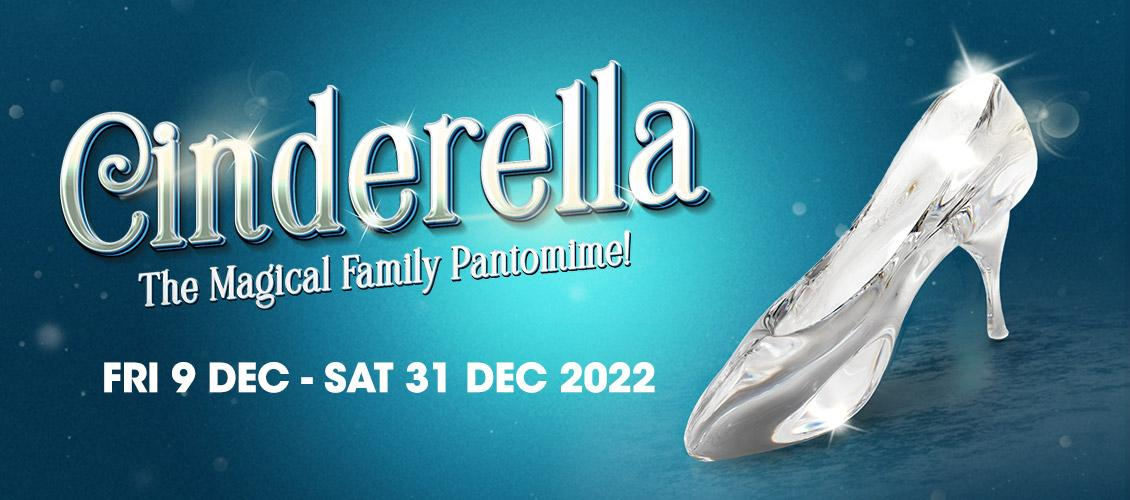 Cinderella
The Magical Family Pantomime!
FRI 9 DEC - SAT 31 DEC 2022